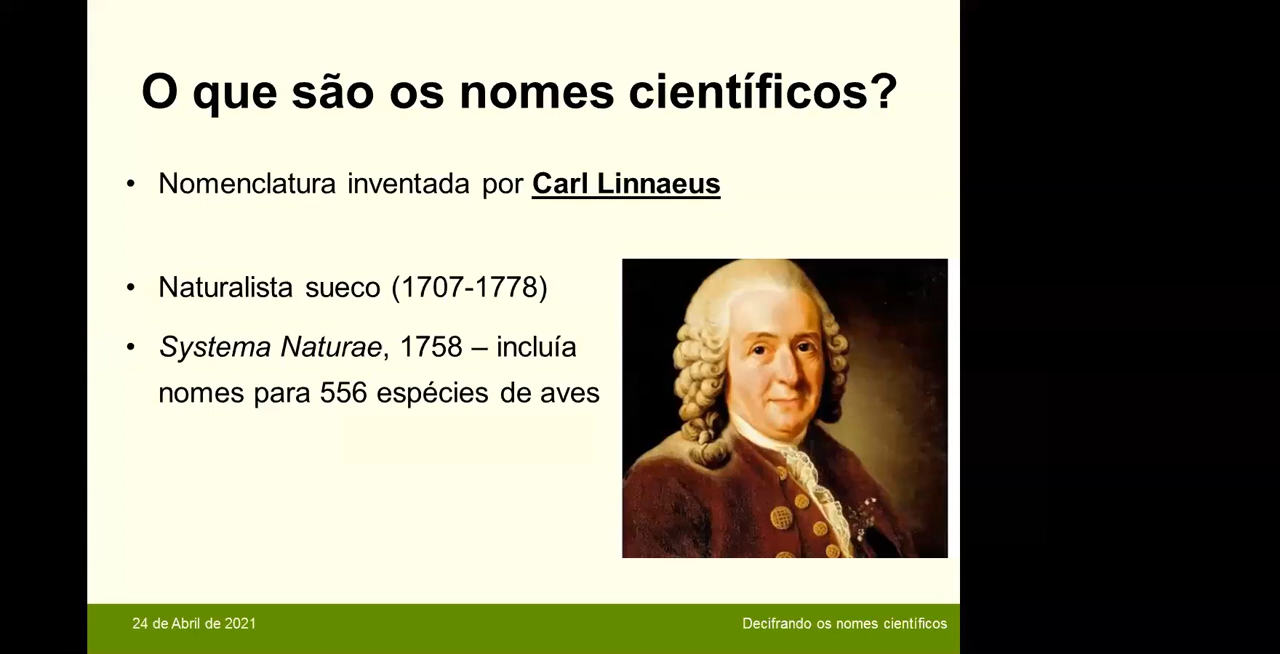 O que são os nomes científicos?
• Nomenclatura inventada por Carl Linnaeus
• Naturalista sueco (1707-1778)
• Systema Naturae, 1758 – incluía
nomes para 556 espécies de aves
24 de Abril de 2021
Decifrando os nomes científicos